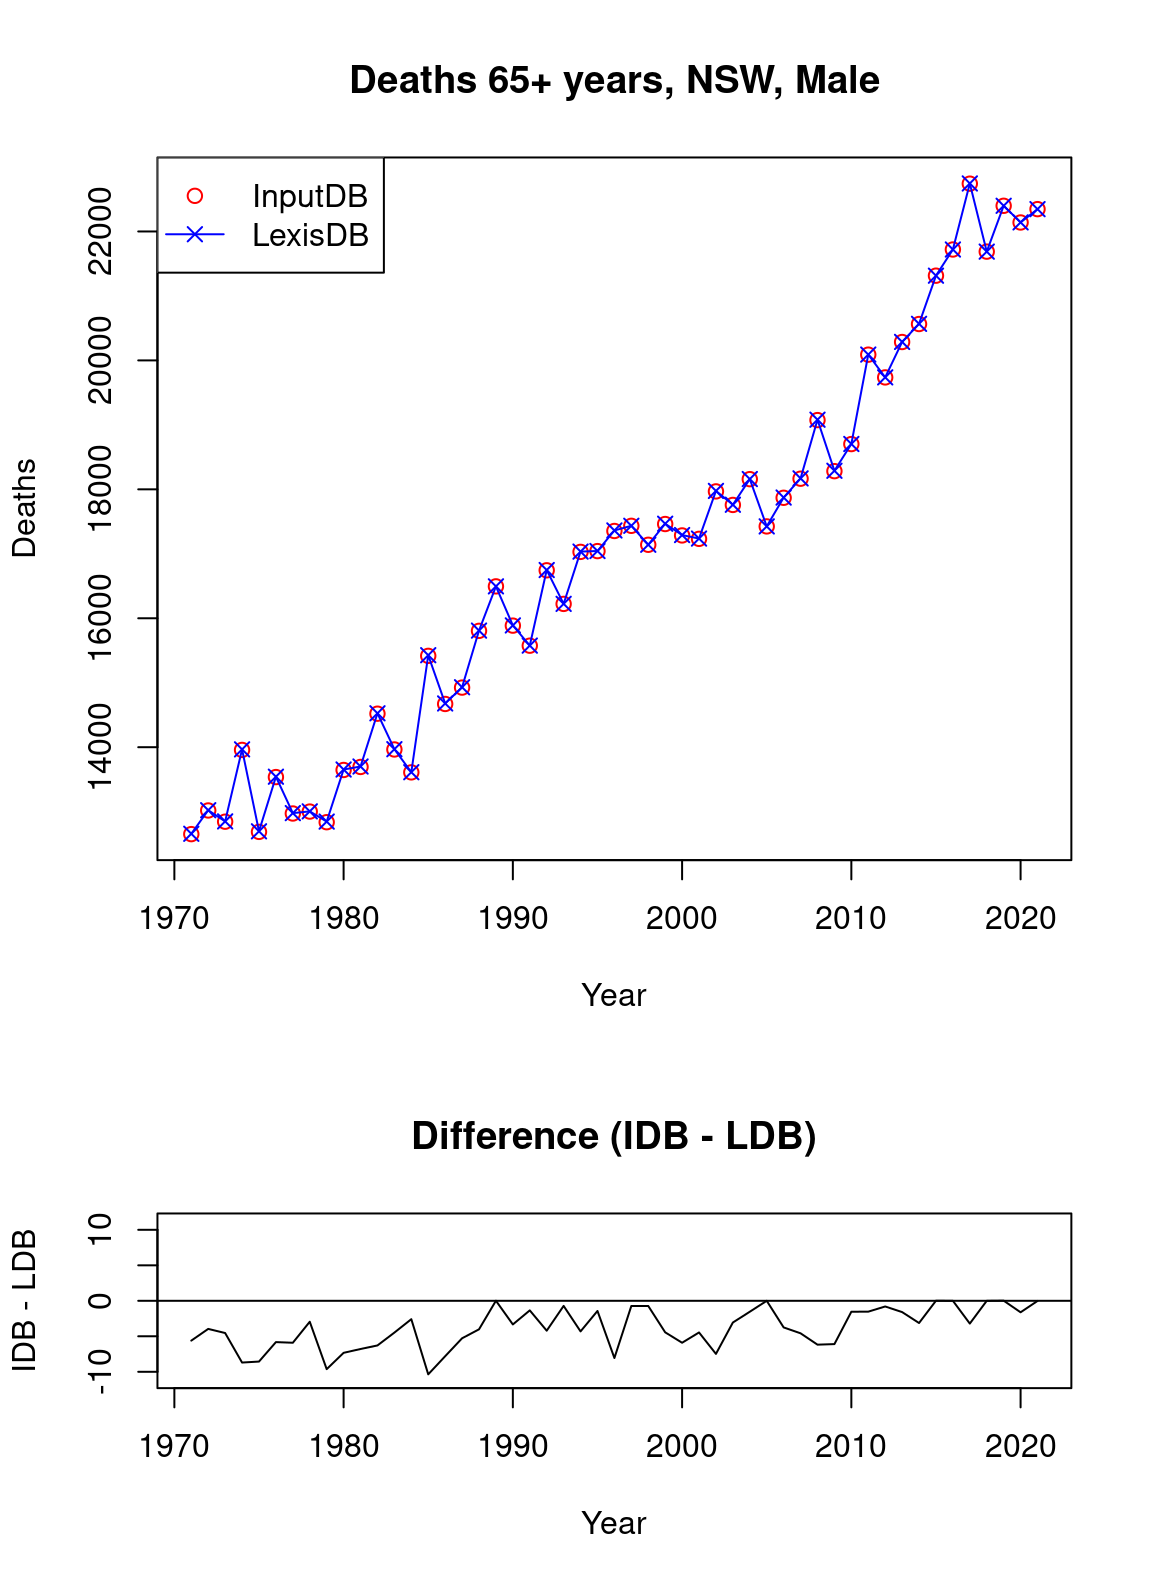 Deaths 65+ years, NSW, Male
InputDB
LexisDB
Deaths
22000
20000
18000
16000
14000
1970 1980 1990 2000 2010 2020
Year
Difference (IDB - LDB)
IDB - LDB
10
0
-10
1970 1980 1990 2000 2010 2020
Year